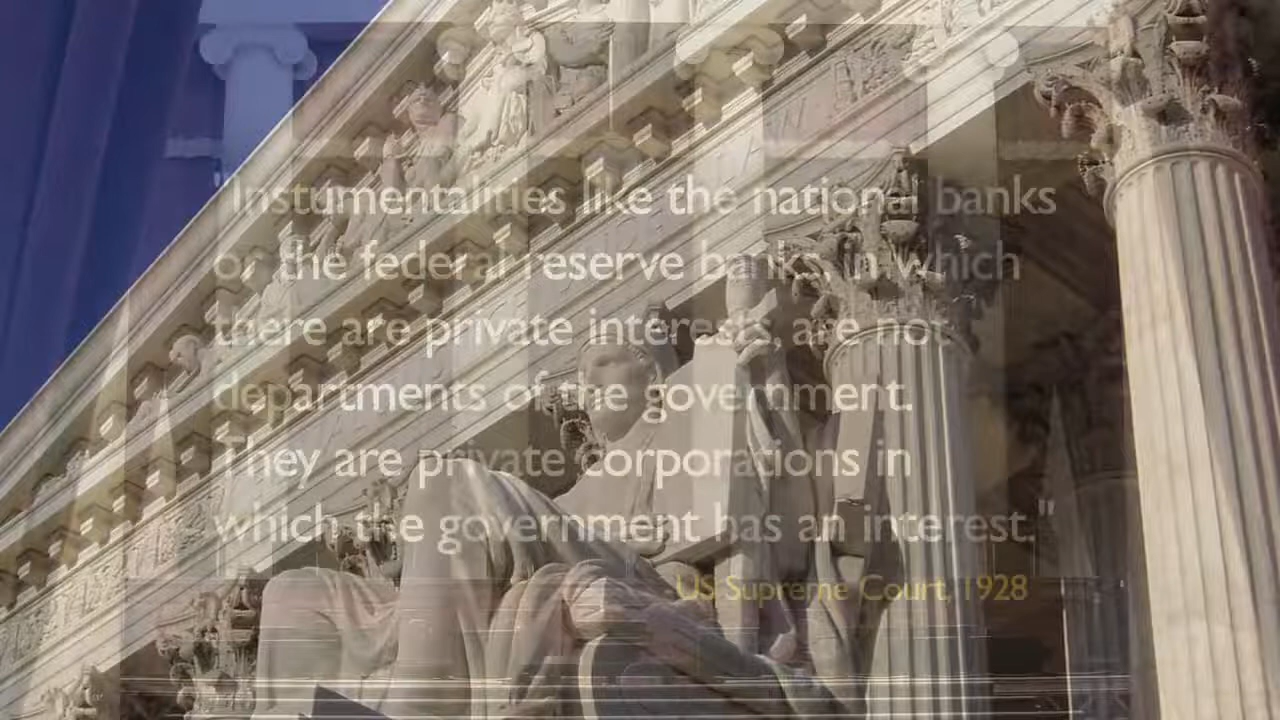 Instumentalities like the national banks
or the federal reserve banks, in which
there are private interests, are not
departments of the government.
They are private corporations in
which the government has an interest."
US Supreme Court, 1928